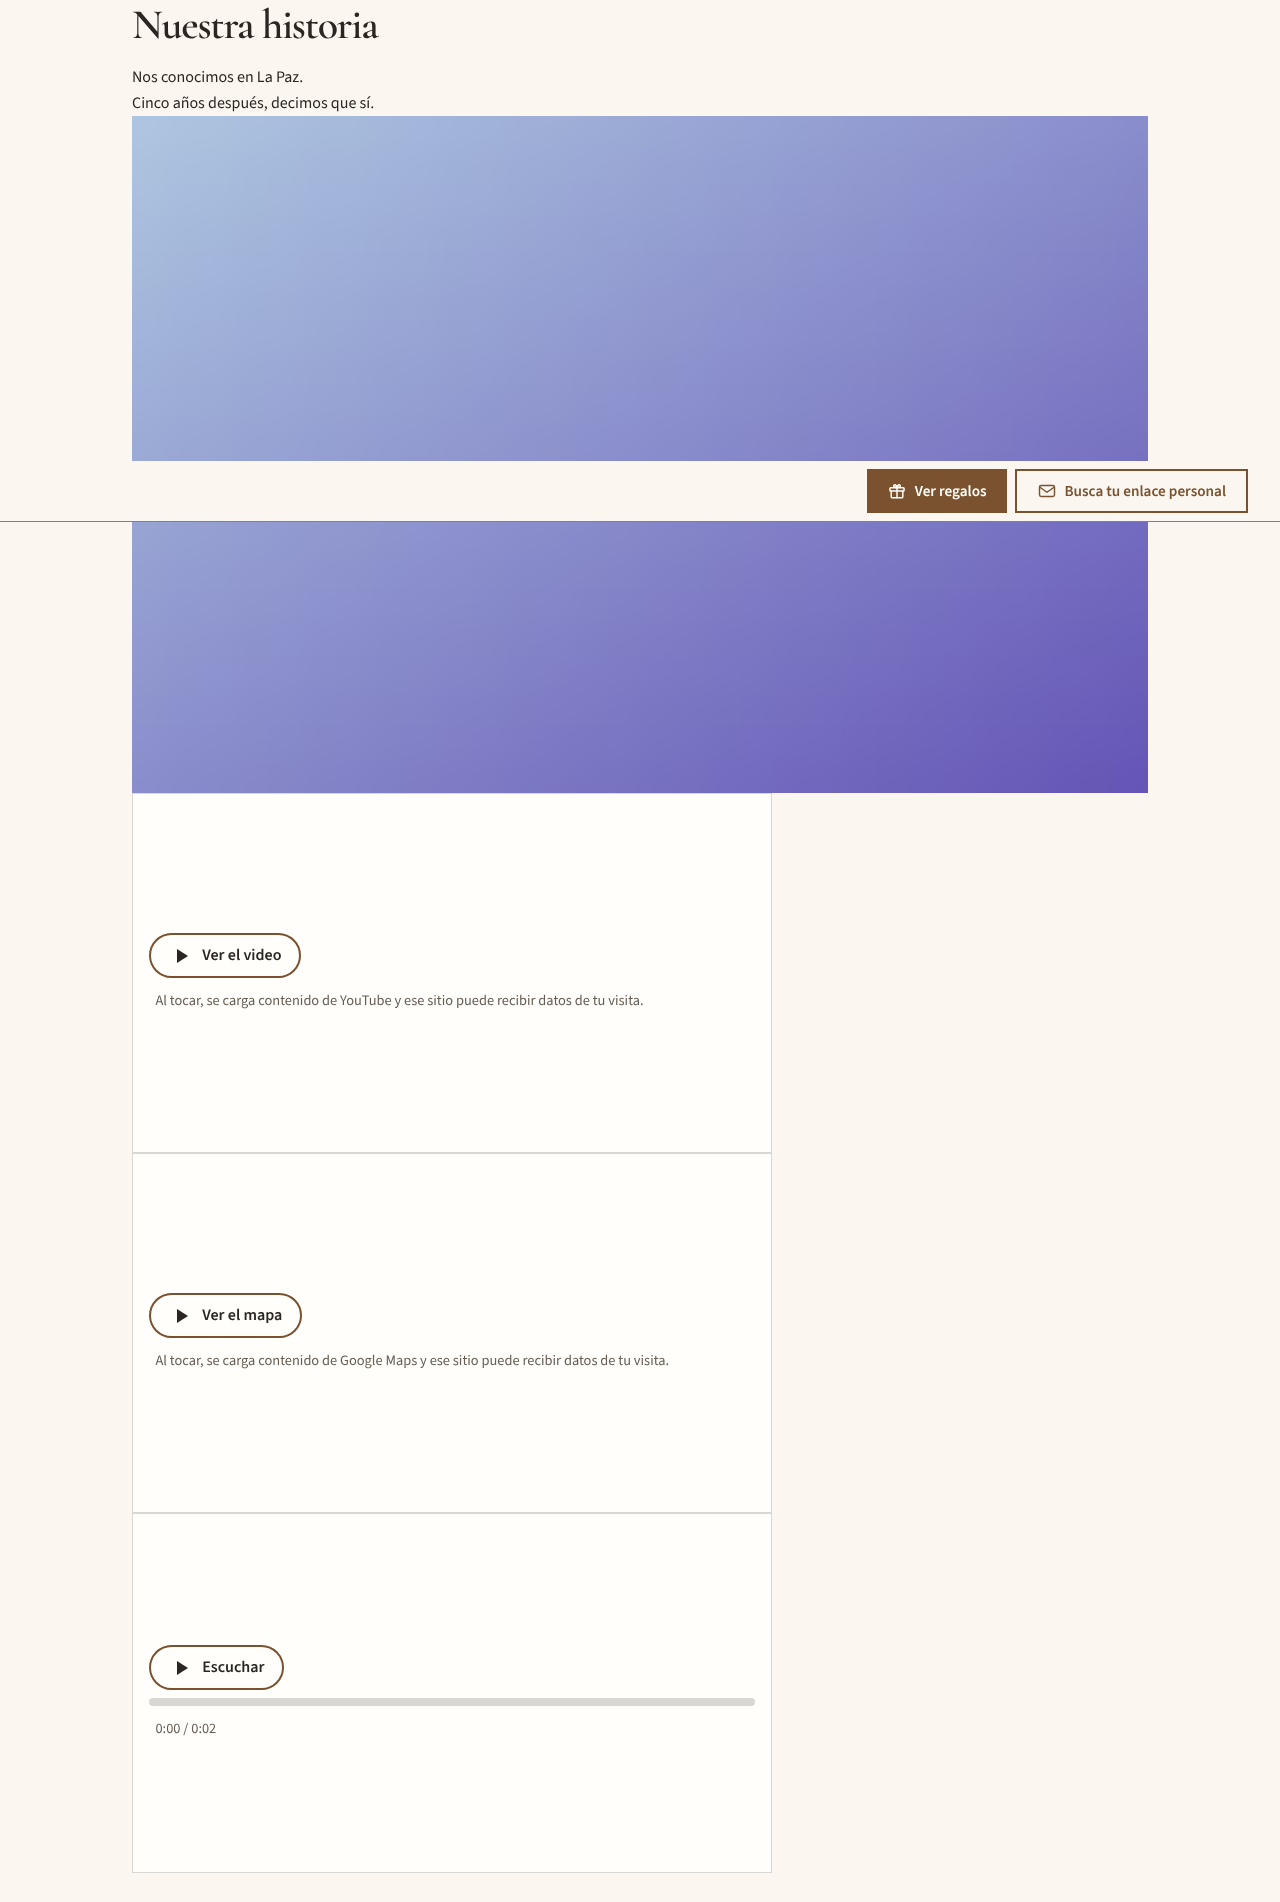 Nuestra historia
Nos conocimos en La Paz.
Cinco años después, decimos que sí.
Ver regalos
Busca tu enlace personal
Ver el video
Al tocar, se carga contenido de YouTube y ese sitio puede recibir datos de tu visita.
Ver el mapa
Al tocar, se carga contenido de Google Maps y ese sitio puede recibir datos de tu visita.
Escuchar
0:00 / 0:02